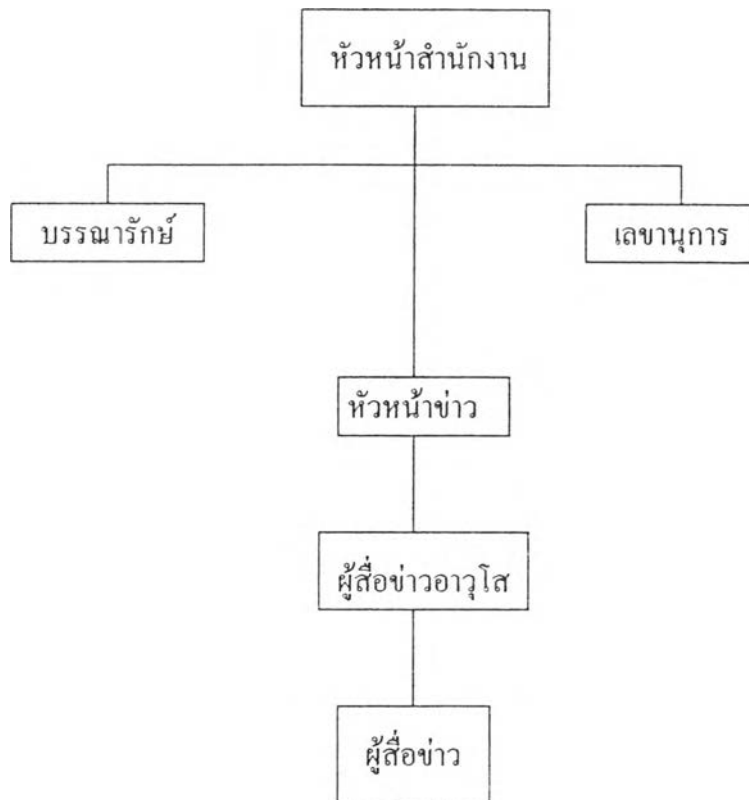 หัวหน้าสำนักงาน
บรรณารักษ์
เลขานุการ
หัวหน้าข่าว
ผู้สื่อข่าวอาวุโส
ผู้สื่อข่าว